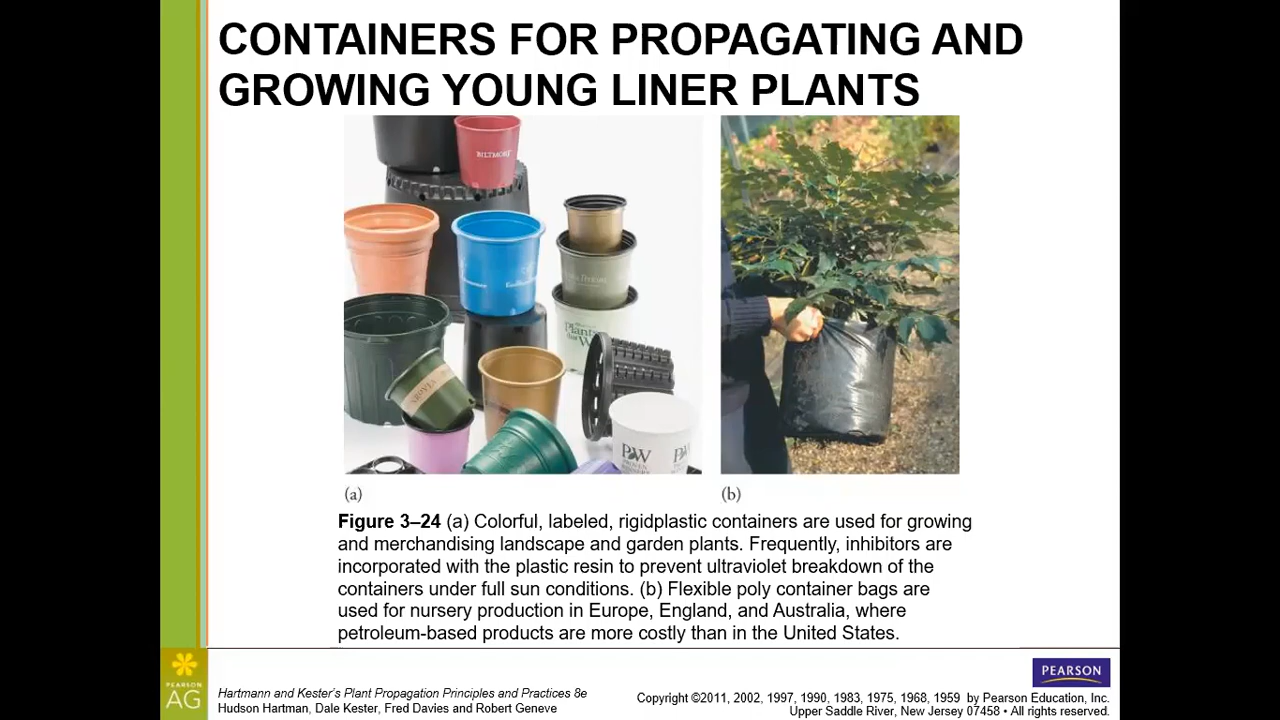 CONTAINERS FOR PROPAGATING AND
GROWING YOUNG LINER PLANTS
BILTMORE
Plants
that W
PW
PROVEN
WINNERS
PW
(a)
(b)
Figure 3–24 (a) Colorful, labeled, rigidplastic containers are used for growing
and merchandising landscape and garden plants. Frequently, inhibitors are
incorporated with the plastic resin to prevent ultraviolet breakdown of the
containers under full sun conditions. (b) Flexible poly container bags are
used for nursery production in Europe, England, and Australia, where
petroleum-based products are more costly than in the United States.
PEARSON
AG
Hartmann and Kester's Plant Propagation Principles and Practices 8e
Hudson Hartman, Dale Kester, Fred Davies and Robert Geneve
PEARSON
Copyright ©2011, 2002, 1997, 1990, 1983, 1975, 1968, 1959 by Pearson Education, Inc.
Upper Saddle River, New Jersey 07458 • All rights reserved.